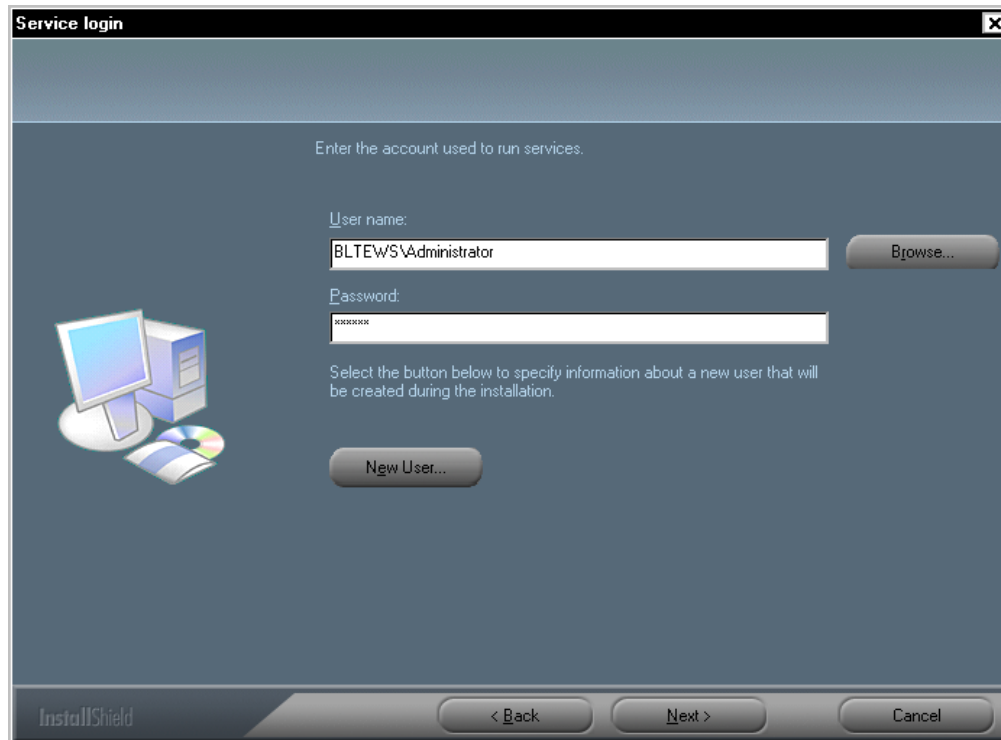 Service login
Enter the account used to run services.
User name:
BLTEWS\Administrator
Browse...
Password:
******
Select the button below to specify information about a new user that will
be created during the installation.
New User...
InstallShield
< Back
Next >
Cancel